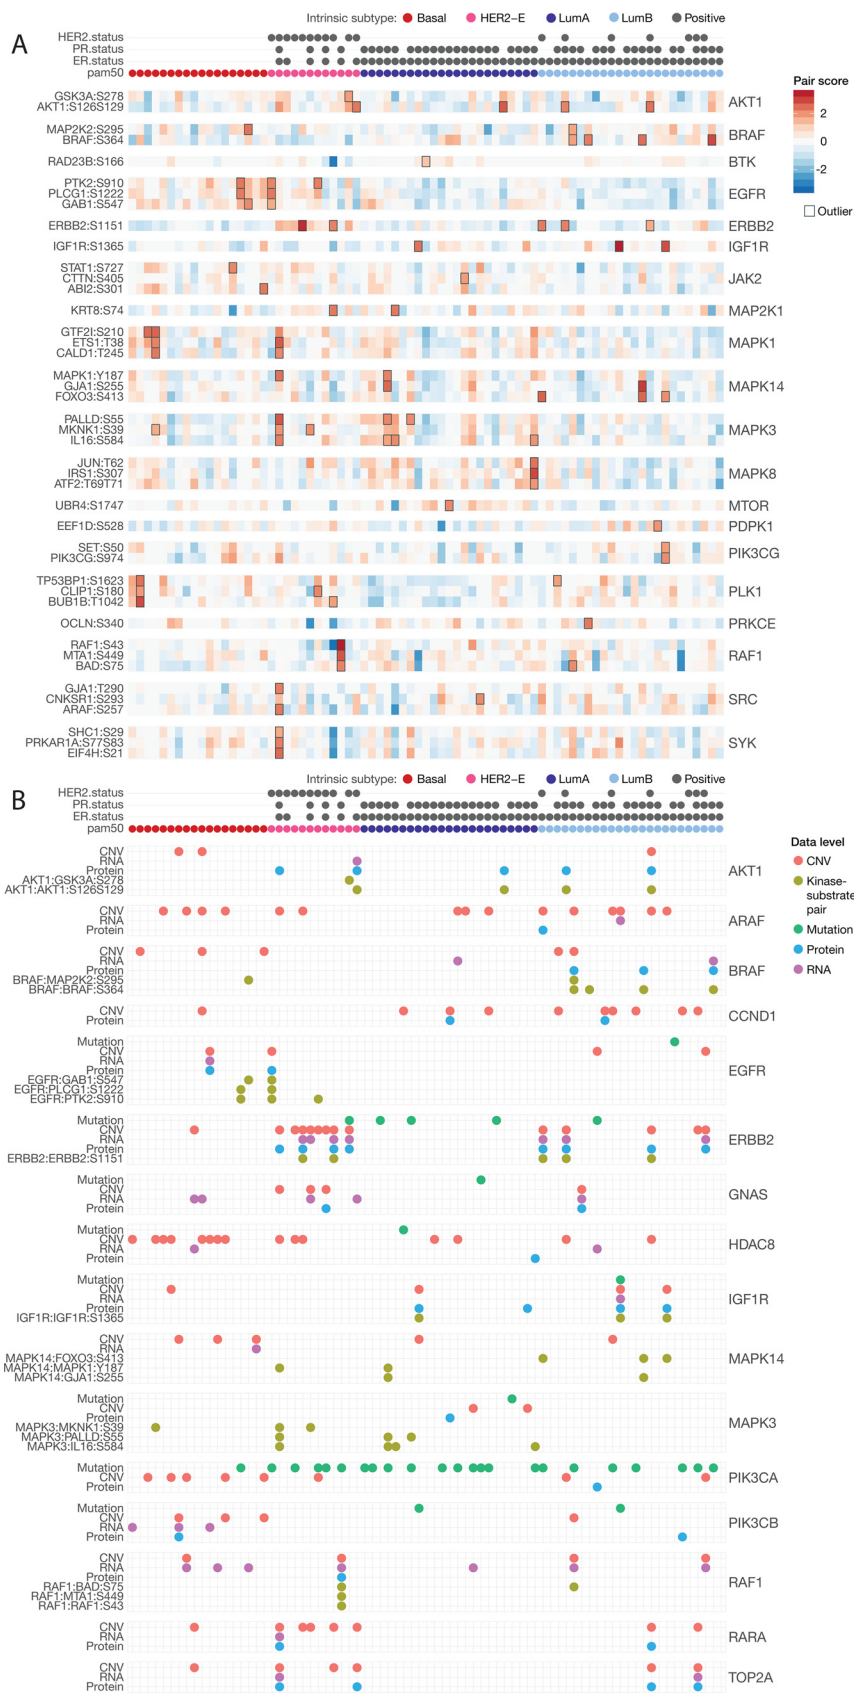 Intrinsic subtype: Basal HER2-E LumA LumB Positive
A
HER2.status
PR.status
ER.status
pam50
Pair score
2
0
-2
Outlier
GSK3A:S278
AKT1:S126S129
AKT1
MAP2K2:S295
BRAF:S364
BRAF
RAD23B:S166
BTK
PTK2:S910
PLCG1:S1222
GAB1:S547
EGFR
ERBB2:S1151
ERBB2
IGF1R:S1365
IGF1R
STAT1:S727
CTTN:S405
ABI2:S301
JAK2
KRT8:S74
MAP2K1
GTF2I:S210
ETS1:T38
CALD1:T245
MAPK1
MAPK1:Y187
GJA1:S255
FOXO3:S413
MAPK14
PALLD:S55
MKNK1:S39
IL16:S584
MAPK3
JUN:T62
IRS1:S307
ATF2:T69T71
MAPK8
UBR4:S1747
MTOR
EEF1D:S528
PDPK1
SET:S50
PIK3CG:S974
PIK3CG
TP53BP1:S1623
CLIP1:S180
BUB1B:T1042
PLK1
OCLN:S340
PRKCE
RAF1:S43
MTA1:S449
BAD:S75
RAF1
GJA1:T290
CNKSR1:S293
ARAF:S257
SRC
SHC1:S29
PRKAR1A:S77S83
EIF4H:S21
SYK
Intrinsic subtype: Basal HER2-E LumA LumB Positive
B
HER2.status
PR.status
ER.status
pam50
Data level
CNV
Kinase-
substrate
pair
Mutation
Protein
RNA
CNV
RNA
Protein
AKT1:GSK3A:S278
AKT1:AKT1:S126S129
AKT1
CNV
RNA
Protein
ARAF
CNV
RNA
Protein
BRAF:MAP2K2:S295
BRAF:BRAF:S364
BRAF
CNV
Protein
CCND1
Mutation
CNV
RNA
Protein
EGFR:GAB1:S547
EGFR:PLCG1:S1222
EGFR:PTK2:S910
EGFR
Mutation
CNV
RNA
Protein
ERBB2:ERBB2:S1151
ERBB2
Mutation
CNV
RNA
Protein
GNAS
Mutation
CNV
RNA
Protein
HDAC8
Mutation
CNV
RNA
Protein
IGF1R:IGF1R:S1365
IGF1R
CNV
RNA
MAPK14:FOXO3:S413
MAPK14:MAPK1:Y187
MAPK14:GJA1:S255
MAPK14
Mutation
CNV
Protein
MAPK3:MKNK1:S39
MAPK3:PALLD:S55
MAPK3:IL16:S584
MAPK3
Mutation
CNV
Protein
PIK3CA
Mutation
CNV
RNA
Protein
PIK3CB
CNV
RNA
Protein
RAF1:BAD:S75
RAF1:MTA1:S449
RAF1:RAF1:S43
RAF1
CNV
RNA
Protein
RARA
CNV
RNA
Protein
TOP2A